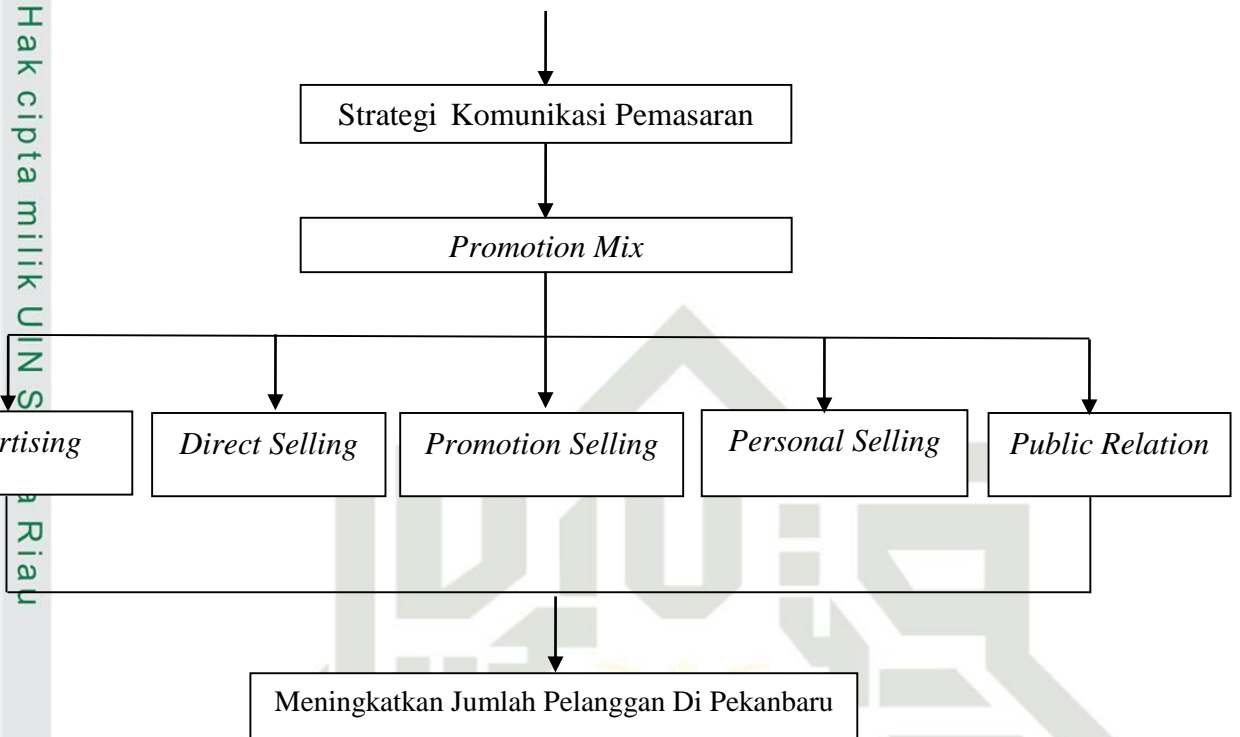 Hak cipta milik UIN S a Riau
Strategi Komunikasi Pemasaran
Promotion Mix
rtising
Direct Selling
Promotion Selling
Personal Selling
Public Relation
Meningkatkan Jumlah Pelanggan Di Pekanbaru